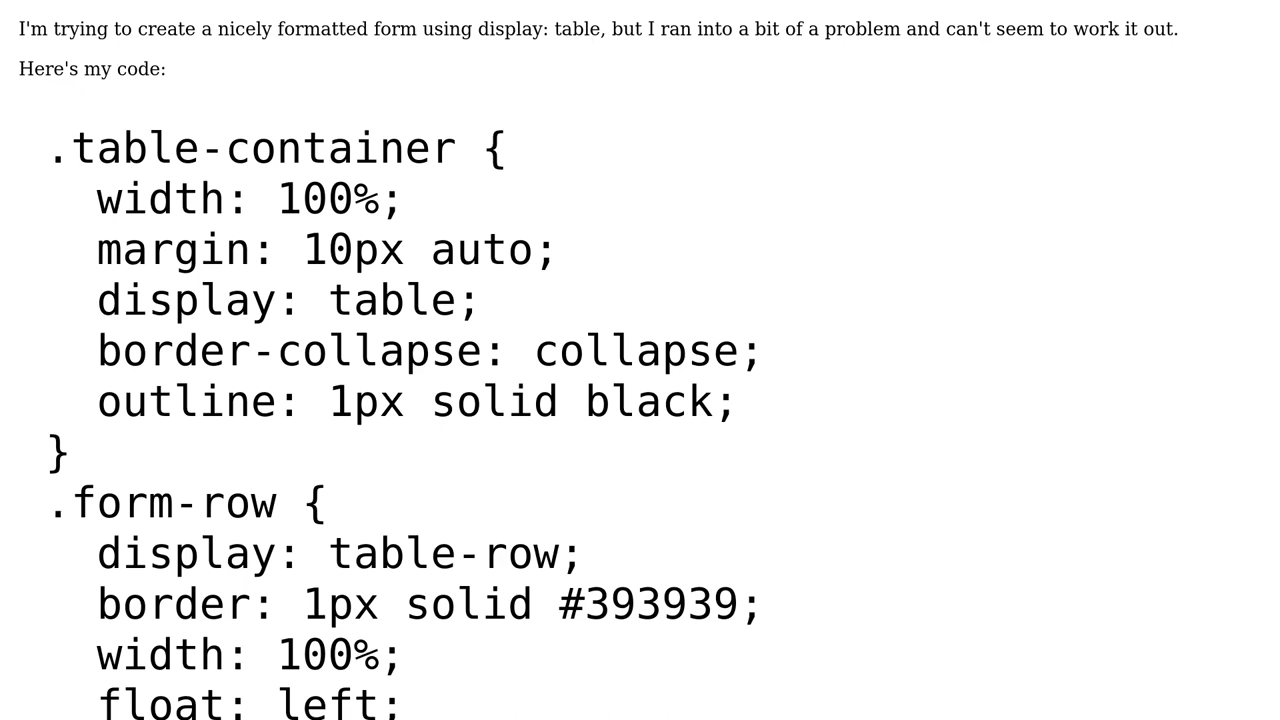 I'm trying to create a nicely formatted form using display: table, but I ran into a bit of a problem and can't seem to work it out.
Here's my code:
.table-container {
width: 100%;
margin: 10px auto;
display: table;
border-collapse: collapse;
outline: 1px solid black;
}
.form-row {
display: table-row;
border: 1px solid #393939;
width: 100%;
float: left;